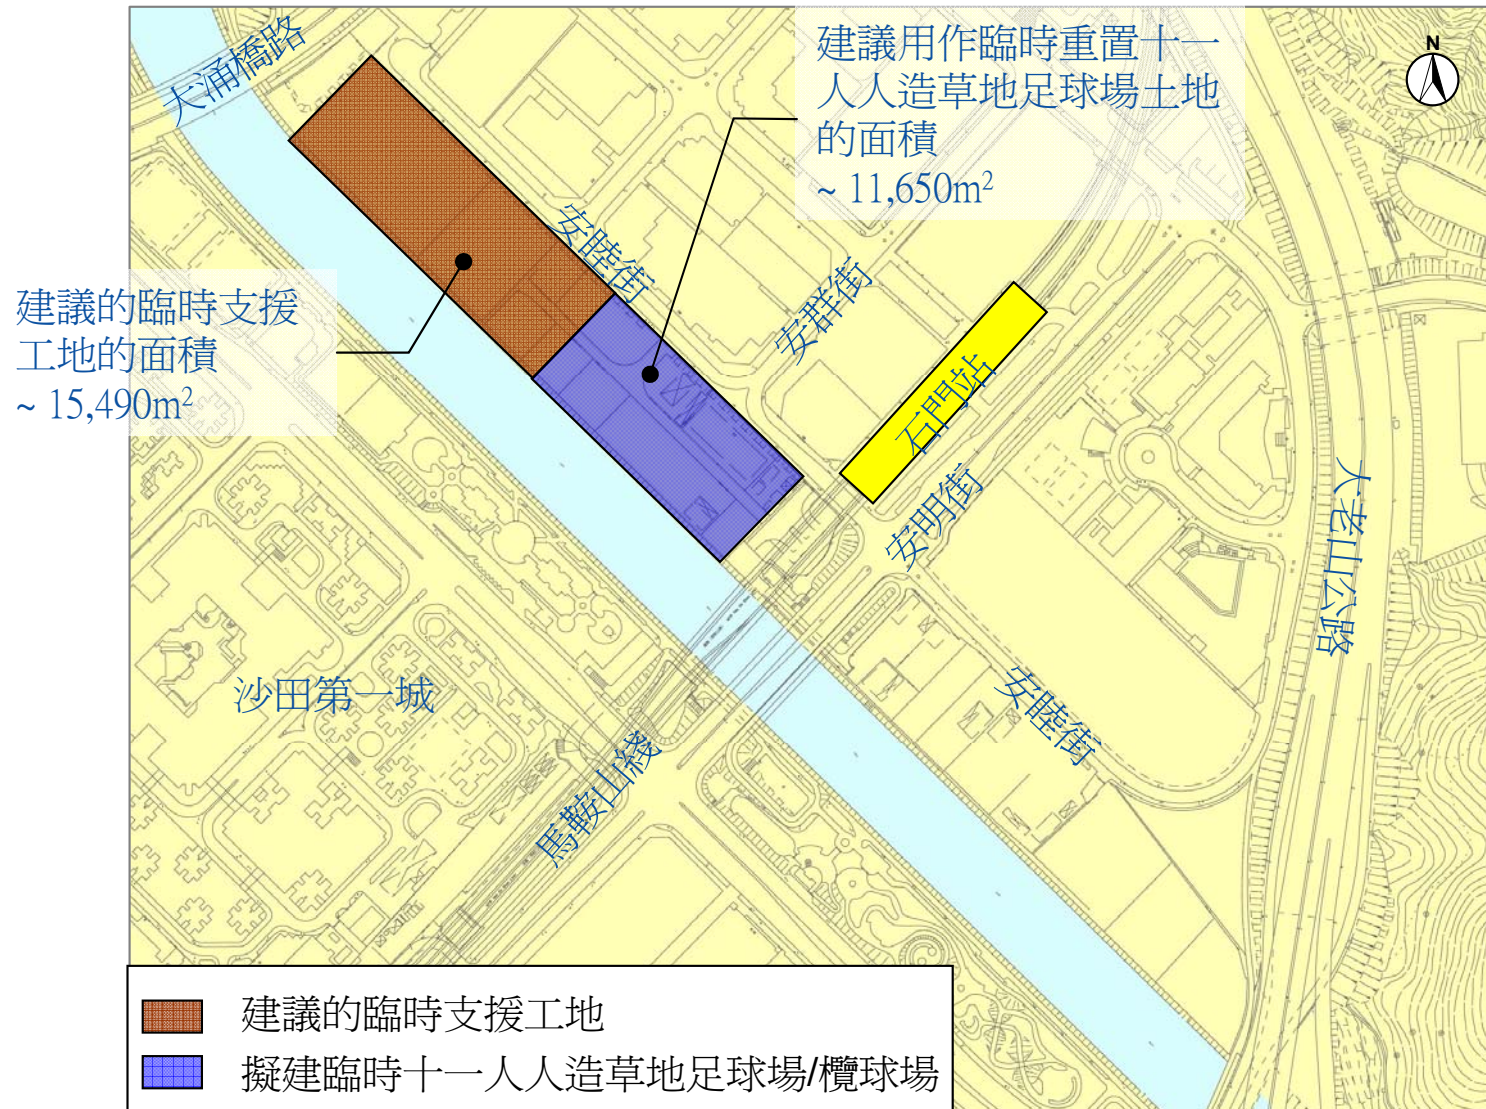 大涌橋路
建議用作臨時重置十一
人人造草地足球場土地
的面積
~ 11,650m²
N
安睦街
安群街
建議的臨時支援
工地的面積
~ 15,490m²
石門站
安明街
大老山公路
沙田第一城
安睦街
馬鞍山綫
建議的臨時支援工地
擬建臨時十一人人造草地足球場/欖球場